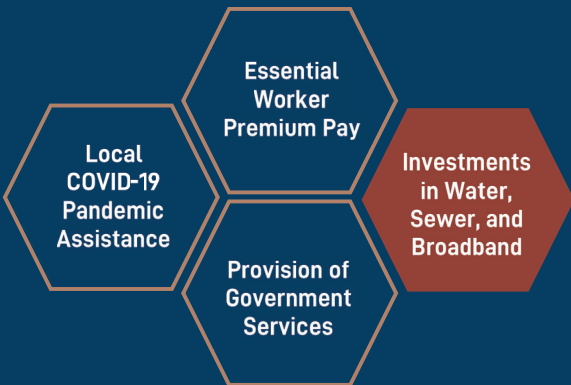 Essential
Worker
Premium Pay
Local
COVID-19
Pandemic
Assistance
Investments
in Water,
Sewer, and
Broadband
Provision of
Government
Services